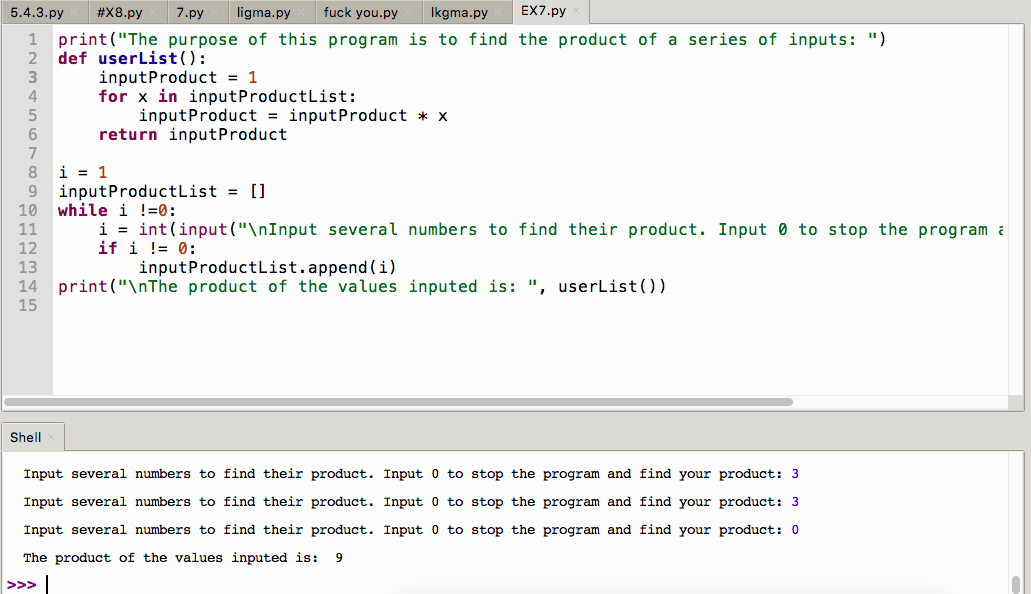 5.4.3.py #X8.py 7.py ligma.py fuck you.py lkgma.py EX7.py
1 print("The purpose of this program is to find the product of a series of inputs: ")
2 def userList():
3     inputProduct = 1
4     for x in inputProductList:
5         inputProduct = inputProduct * x
6     return inputProduct
7
8 i = 1
9 inputProductList = []
10 while i !=0:
11     i = int(input("\nInput several numbers to find their product. Input 0 to stop the program
12     if i != 0:
13         inputProductList.append(i)
14 print("\nThe product of the values inputed is: ", userList())
15
Shell
Input several numbers to find their product. Input 0 to stop the program and find your product: 3
Input several numbers to find their product. Input 0 to stop the program and find your product: 3
Input several numbers to find their product. Input 0 to stop the program and find your product: 0
The product of the values inputed is:  9
>>>